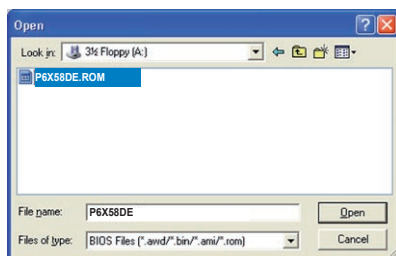 Open
Look in: 3½ Floppy (A:)
P6X58DE.ROM
File name: P6X58DE Open
Files of type: BIOS Files (*.awd/*.bin/*.ami/*.rom) Cancel